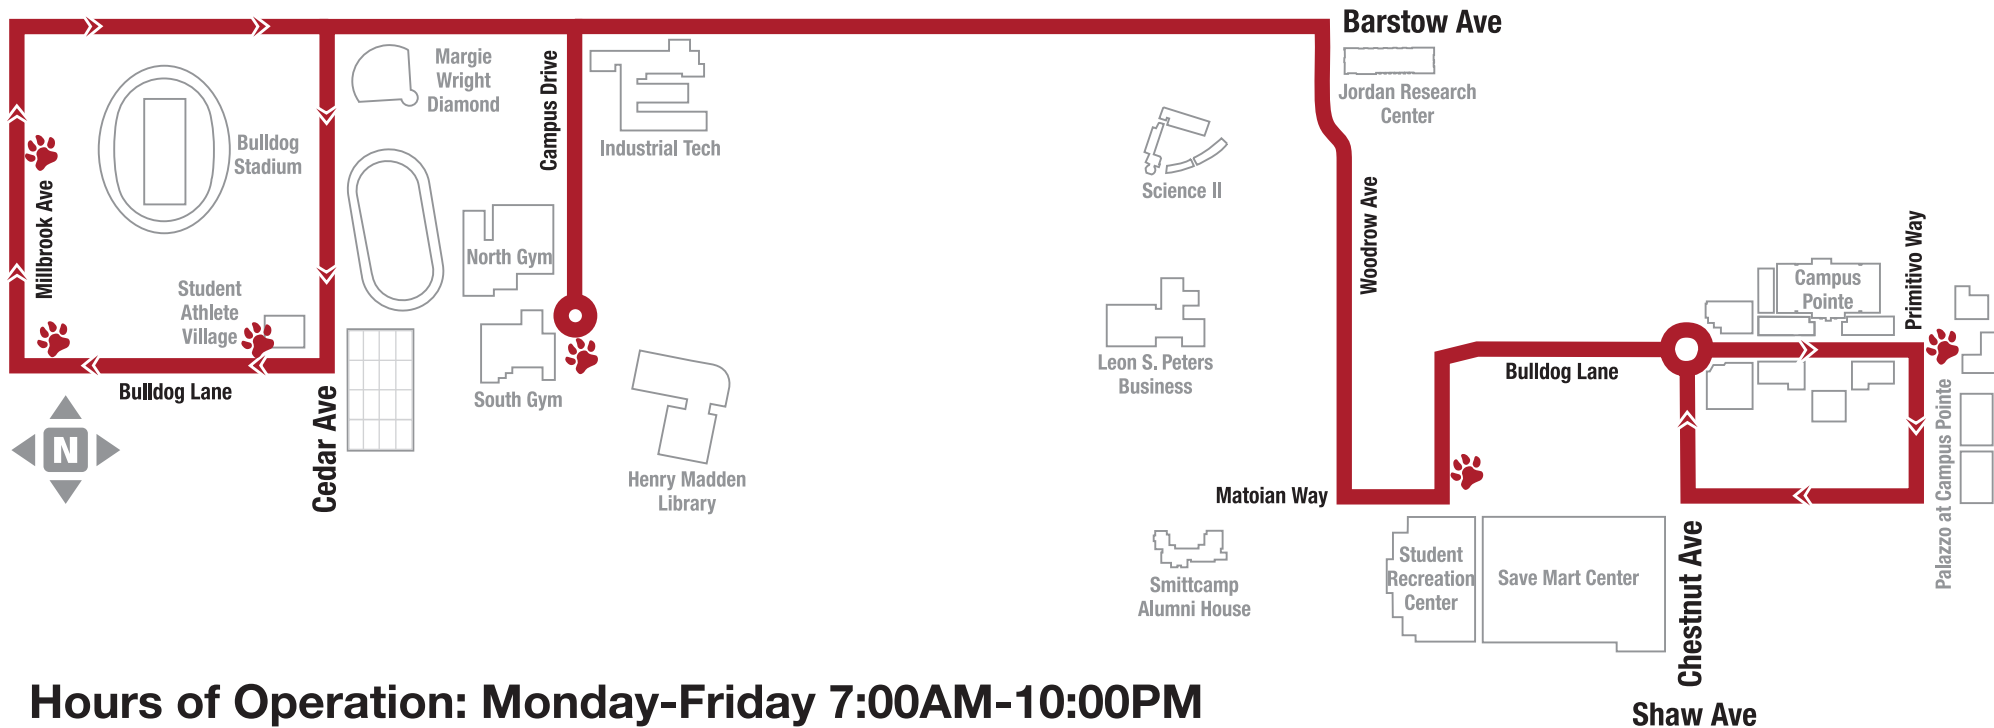 Barstow Ave
Margie
Wright
Diamond
Campus Drive
Jordan Research
Center
Bulldog
Stadium
Industrial Tech
Science II
Millbrook Ave
Woodrow Ave
North Gym
Student
Athlete
Village
Campus
Pointe
Primitivo Way
Bulldog Lane
South Gym
Leon S. Peters
Business
Bulldog Lane
N
Cedar Ave
Henry Madden
Library
Matoian Way
Palazzo at Campus Pointe
Smittcamp
Alumni House
Student
Recreation
Center
Save Mart Center
Chestnut Ave
Hours of Operation: Monday-Friday 7:00AM-10:00PM
Shaw Ave